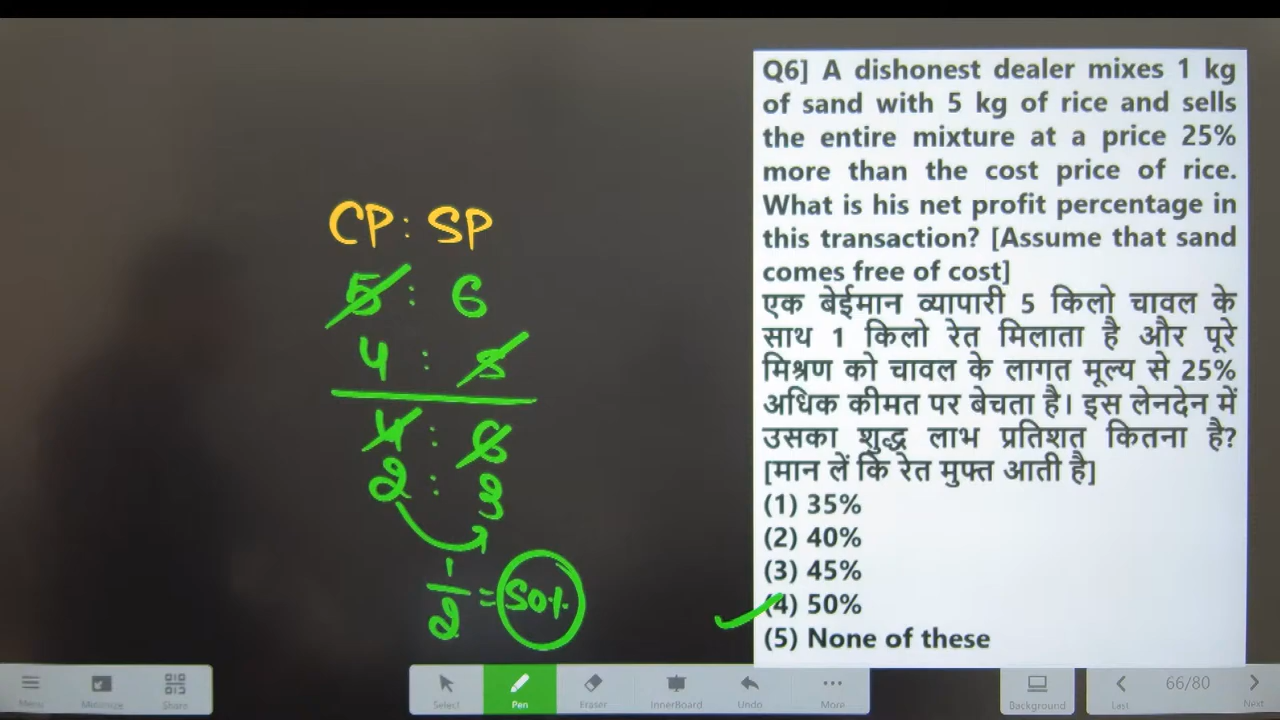 Q6] A dishonest dealer mixes 1 kg
of sand with 5 kg of rice and sells
the entire mixture at a price 25%
more than the cost price of rice.
What is his net profit percentage in
this transaction? [Assume that sand
comes free of cost]
एक बेईमान व्यापारी 5 किलो चावल के
साथ 1 किलो रेत मिलाता है और पूरे
मिश्रण को चावल के लागत मूल्य से 25%
अधिक कीमत पर बेचता है। इस लेनदेन में
उसका शुद्ध लाभ प्रतिशत कितना है?
[मान लें कि रेत मुफ्त आती है]
(1) 35%
(2) 40%
(3) 45%
(4) 50%
(5) None of these
CP : SP
5 : 6
4 : 5
4 : 6
2 : 3
1/2 = 50%
Menu
Minimize
Share
Select
Pen
Eraser
InnerBoard
Undo
More
Background
Last
66/80
Next